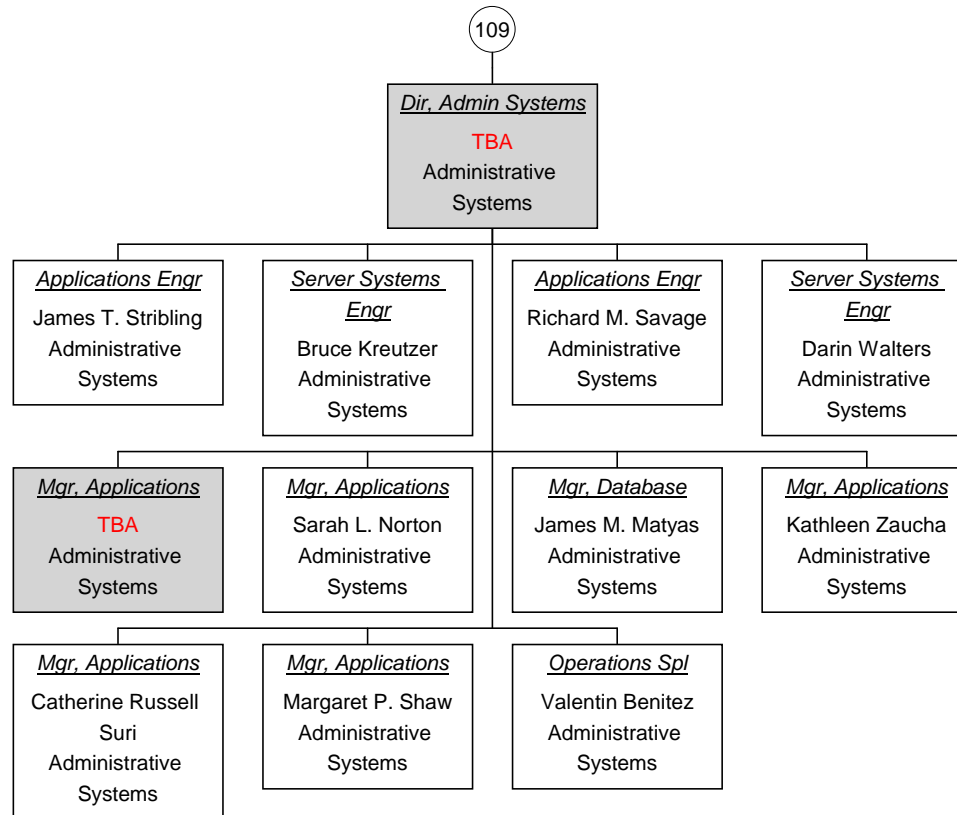 109
Dir, Admin Systems
TBA
Administrative
Systems
Applications Engr
James T. Stribling
Administrative
Systems
Server Systems
Engr
Bruce Kreutzer
Administrative
Systems
Applications Engr
Richard M. Savage
Administrative
Systems
Server Systems
Engr
Darin Walters
Administrative
Systems
Mgr, Applications
TBA
Administrative
Systems
Mgr, Applications
Sarah L. Norton
Administrative
Systems
Mgr, Database
James M. Matyas
Administrative
Systems
Mgr, Applications
Kathleen Zaucha
Administrative
Systems
Mgr, Applications
Catherine Russell
Suri
Administrative
Systems
Mgr, Applications
Margaret P. Shaw
Administrative
Systems
Operations Spl
Valentin Benitez
Administrative
Systems